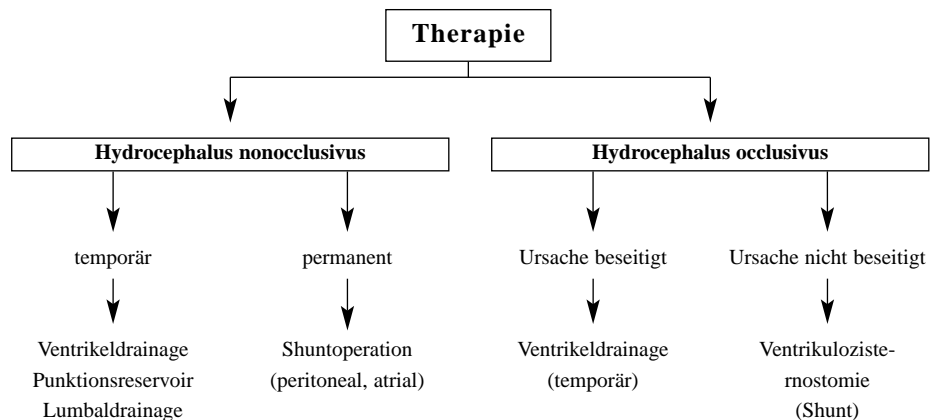 Therapie
Hydrocephalus nonocclusivus
Hydrocephalus occlusivus
temporär
permanent
Ursache beseitigt
Ursache nicht beseitigt
Ventrikeldrainage
Punktionsreservoir
Lumbaldrainage
Shuntoperation
(peritoneal, atrial)
Ventrikeldrainage
(temporär)
Ventrikulozìste-
rnostomie
(Shunt)